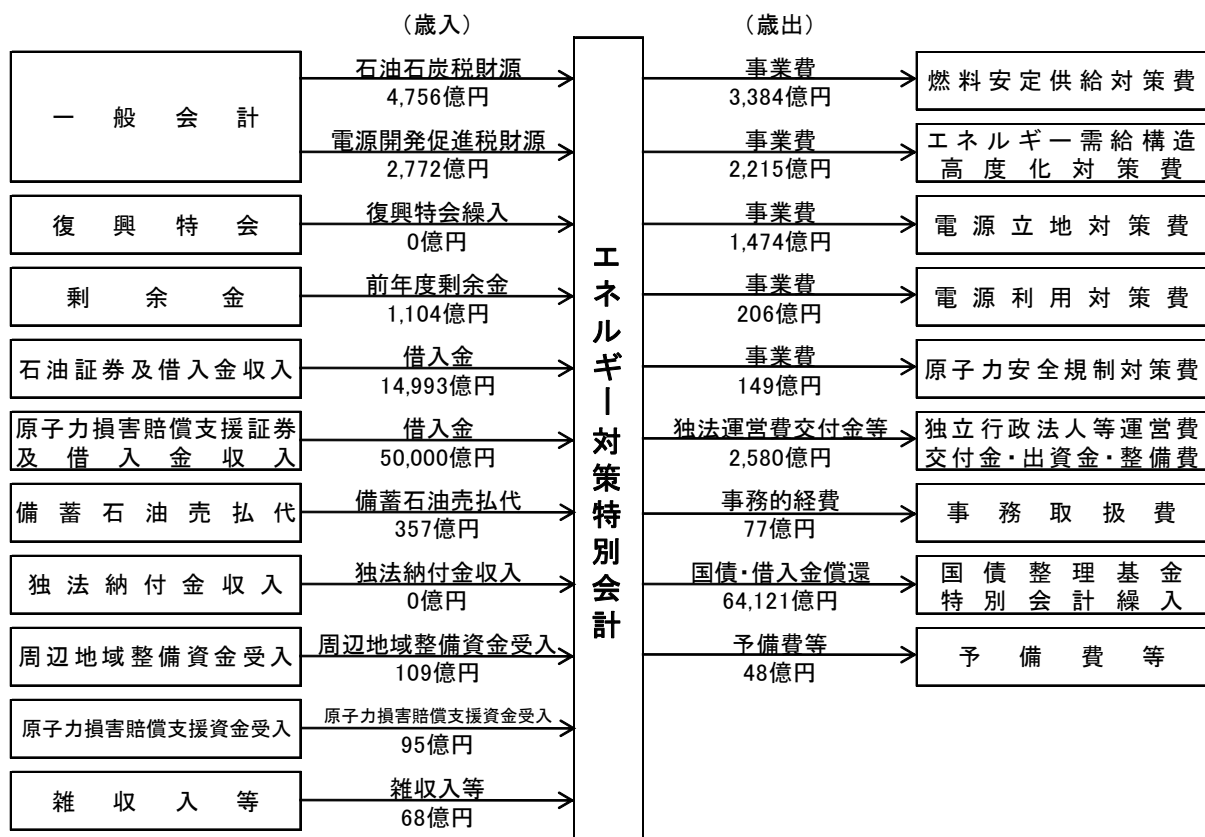 （歳入）
（歳出）
一般会計
石油石炭税財源
4,756億円
電源開発促進税財源
2,772億円
復興特会
復興特会繰入
0億円
剰余金
前年度剰余金
1,104億円
石油証券及借入金収入
借入金
14,993億円
原子力損害賠償支援証券
及借入金収入
借入金
50,000億円
備蓄石油売払代
備蓄石油売払代
357億円
独法納付金収入
独法納付金収入
0億円
周辺地域整備資金受入
周辺地域整備資金受入
109億円
原子力損害賠償支援資金受入
原子力損害賠償支援資金受入
95億円
雑収入等
雑収入等
68億円
エネルギー対策特別会計
事業費
3,384億円
燃料安定供給対策費
事業費
2,215億円
エネルギー需給構造
高度化対策費
事業費
1,474億円
電源立地対策費
事業費
206億円
電源利用対策費
事業費
149億円
原子力安全規制対策費
独法運営費交付金等
2,580億円
独立行政法人等運営費
交付金・出資金・整備費
事務的経費
77億円
事務取扱費
国債・借入金償還
64,121億円
国債整理基金
特別会計繰入
予備費等
48億円
予備費等